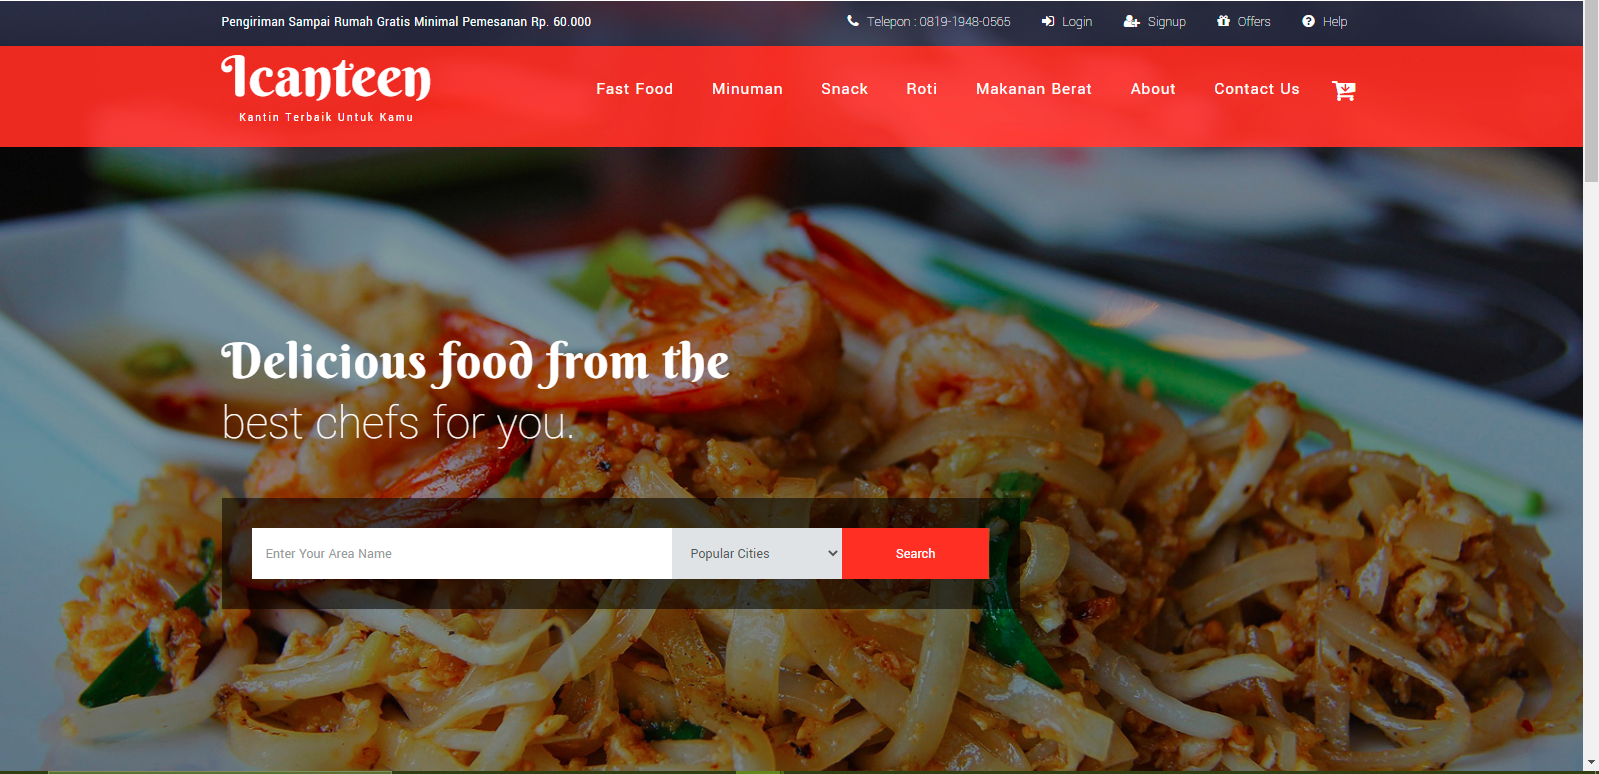 Pengiriman Sampai Rumah Gratis Minimal Pemesanan Rp. 60.000
Telepon : 0819-1948-0565
Login
Signup
Offers
Help
Icanteen
Kantin Terbaik Untuk Kamu
Fast Food
Minuman
Snack
Roti
Makanan Berat
About
Contact Us
Delicious food from the
best chefs for you.
Enter Your Area Name
Popular Cities
Search